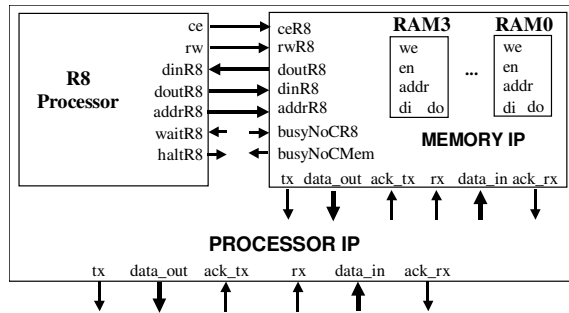 R8
Processor
ce
rw
dinR8
doutR8
addrR8
waitR8
haltR8
ceR8
rwR8
doutR8
dinR8
addrR8
busyNoCR8
busyNoCMem
RAM3
we
en
addr
di do
...
RAM0
we
en
addr
di do
MEMORY IP
tx data_out ack_tx rx data_in ack_rx
PROCESSOR IP
tx data_out ack_tx rx data_in ack_rx